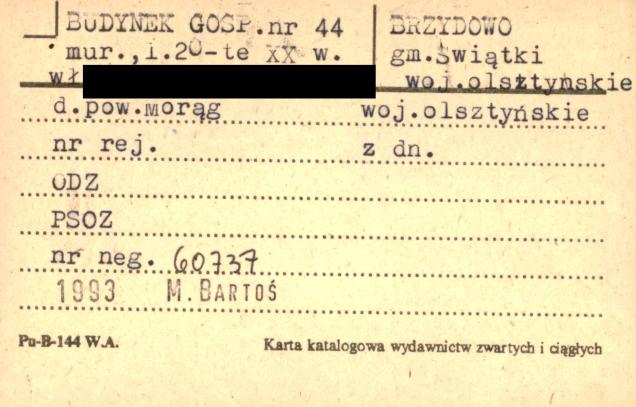 BUDYNEK GOSP.nr 44 BRZYDOWO
mur., l.20-te XX w. gm.Świątki
wł woj.olsztyńskie
d.pow.morąg woj.olsztyńskie
nr rej. z dn.
ODZ
PSOZ
nr neg. 60737
1993 M.BARTOŚ
Pu-B-144 W.A. Karta katalogowa wydawnictw zwartych i ciągłych